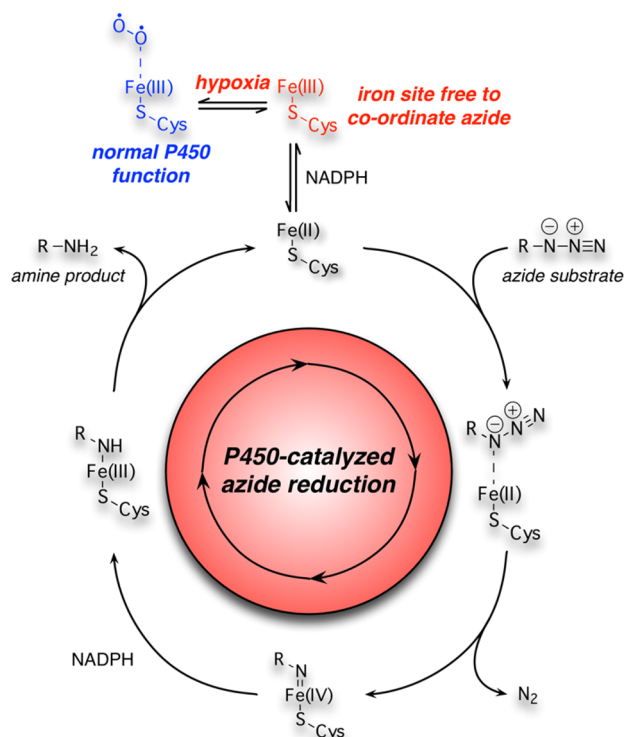 O
O
Fe(III)
S
Cys
normal P450
function
hypoxia
Fe(III)
S
Cys
iron site free to
co-ordinate azide
NADPH
Fe(II)
S
Cys
R–NH2
amine product
R–N–N≡N
− +
azide substrate
R
N
N
N
− +
Fe(II)
S
Cys
N2
R
N
Fe(IV)
S
Cys
NADPH
R
NH
Fe(III)
S
Cys
P450-catalyzed
azide reduction